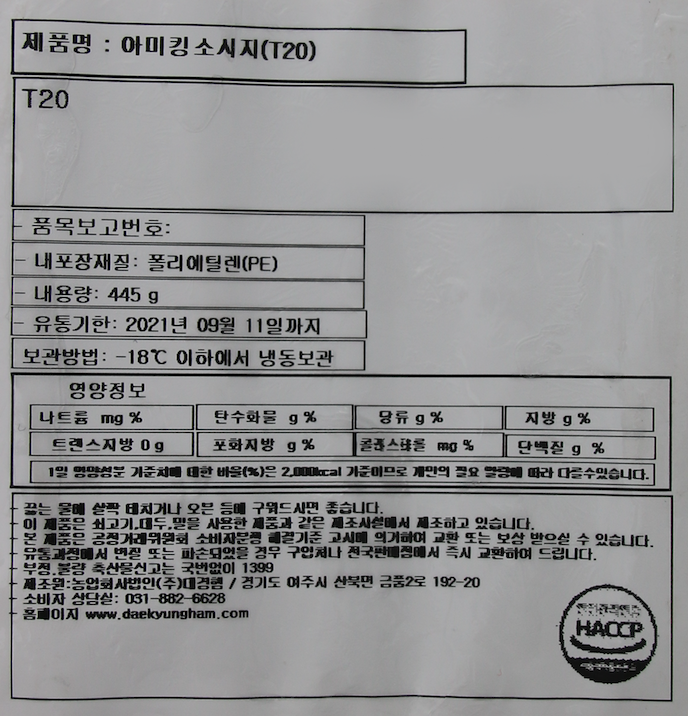 제품명 : 아미킹소시지(T20)
T20
- 품목보고번호:
- 내포장재질: 폴리에틸렌(PE)
- 내용량: 445 g
- 유통기한: 2021년 09월 11일까지
보관방법: -18℃ 이하에서 냉동보관
영양정보
나트륨 mg % 탄수화물 g % 당류 g % 지방 g %
트랜스지방 0 g 포화지방 g % 콜레스테롤 mg % 단백질 g %
1일 영양성분 기준치에 대한 비율(%)은 2,000kcal 기준이므로 개인의 필요 열량에 따라 다를수있습니다.
- 끓는 물에 살짝 데치거나 오븐 등에 구워드시면 좋습니다.
- 이 제품은 쇠고기,대두,밀을 사용한 제품과 같은 제조시설에서 제조하고 있습니다.
- 본 제품은 공정거래위원회 소비자분쟁 해결기준 고시에 의거하여 교환 또는 보상 받으실 수 있습니다.
- 유통과정에서 변질 또는 파손되었을 경우 구입처나 전국판매점에서 즉시 교환하여 드립니다.
부정,불량 축산물신고는 국번없이 1399
- 제조원:농업회사법인(주)대경햄 / 경기도 여주시 산북면 금품2로 192-20
- 소비자 상담실: 031-882-6628
- 홈페이지 www.daekyungham.com
HACCP